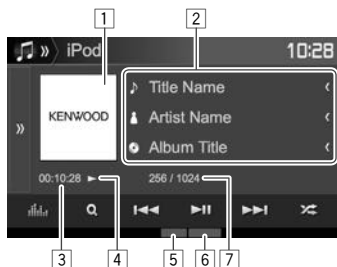 1 2
» iPod 10:28
KENWOOD
Title Name
Artist Name
Album Title
»
00:10:28 256 / 1024
3 4 5 6 7